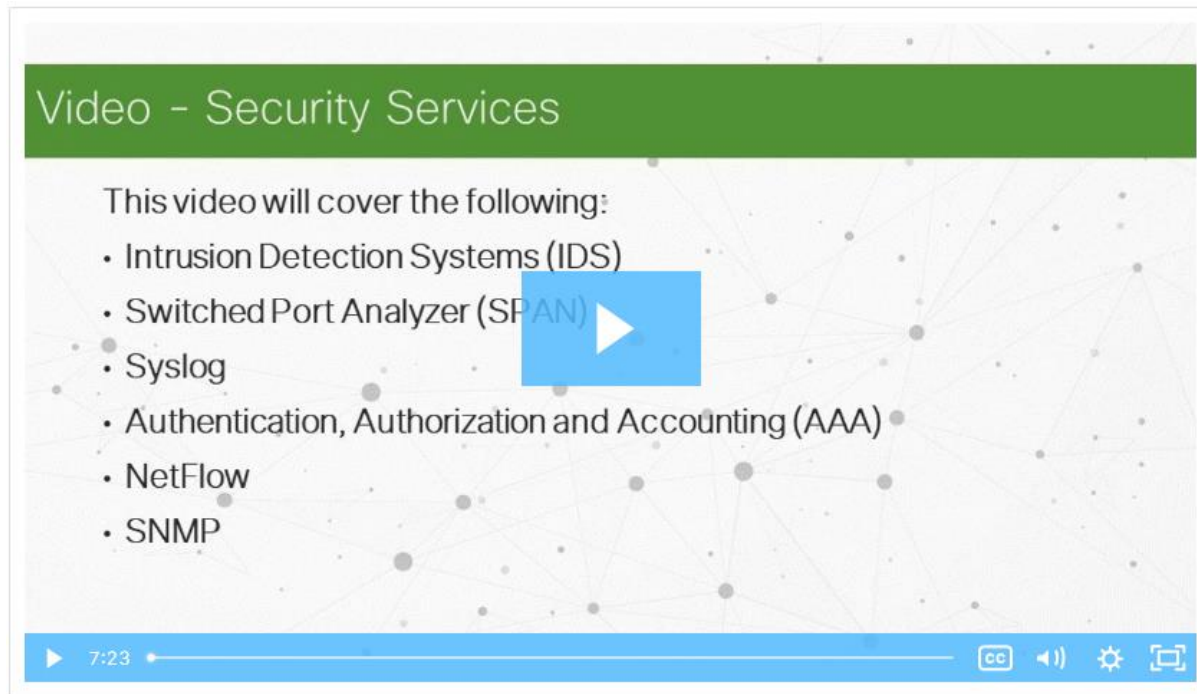 Video - Security Services
This video will cover the following:
• Intrusion Detection Systems (IDS)
• Switched Port Analyzer (SPAN)
• Syslog
• Authentication, Authorization and Accounting (AAA)
• NetFlow
• SNMP
7:23
CC